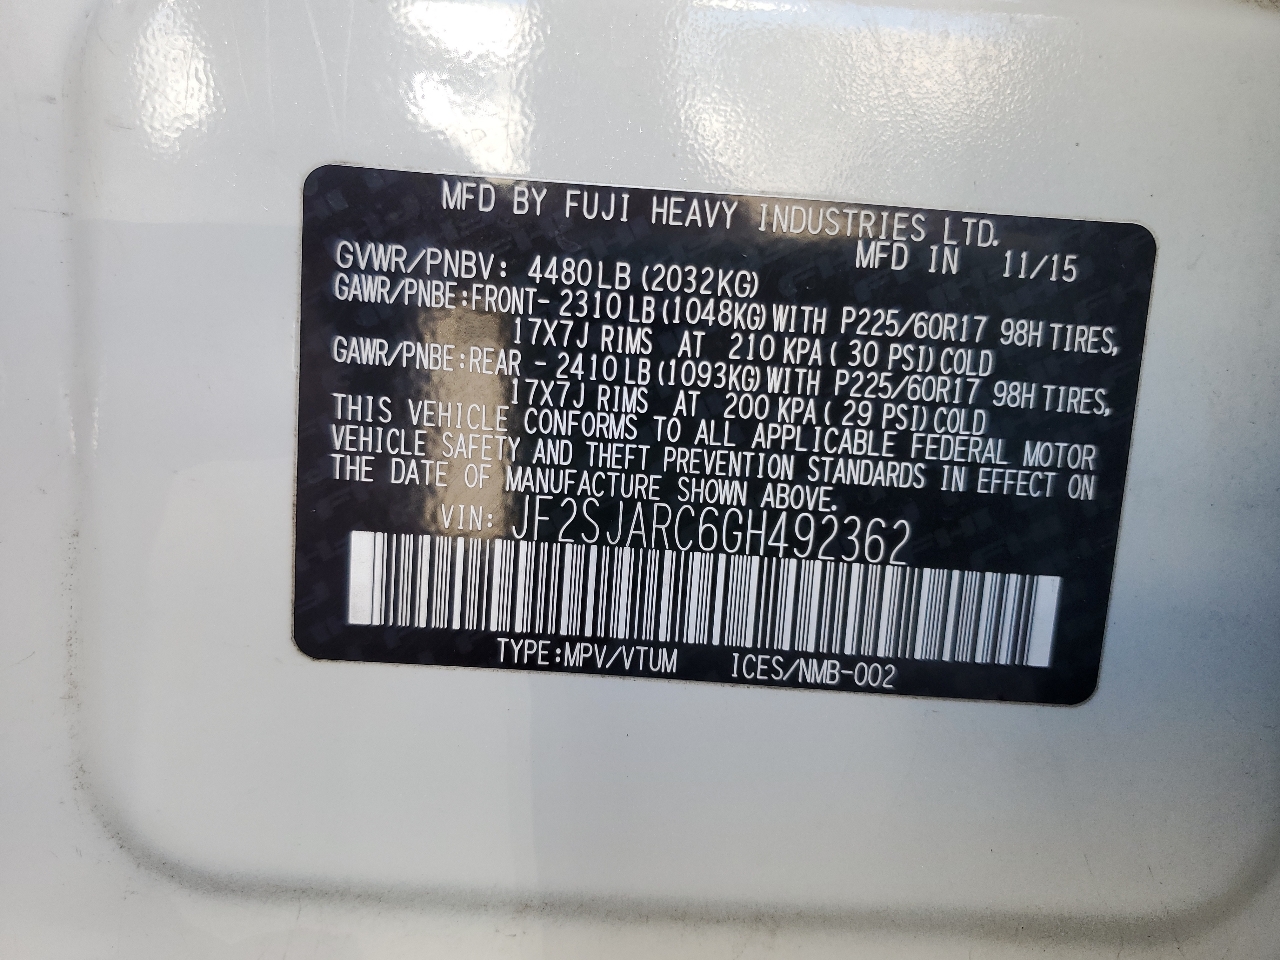 MFD BY FUJI HEAVY INDUSTRIES LTD.
MFD IN 11/15
GVWR/PNBV: 4480LB (2032KG)
GAWR/PNBE:FRONT- 2310 LB (1048KG) WITH P225/60R17 98H TIRES,
17X7J RIMS AT 210 KPA ( 30 PSI) COLD
GAWR/PNBE:REAR - 2410 LB (1093KG) WITH P225/60R17 98H TIRES,
17X7J RIMS AT 200 KPA ( 29 PSI) COLD
THIS VEHICLE CONFORMS TO ALL APPLICABLE FEDERAL MOTOR
VEHICLE SAFETY AND THEFT PREVENTION STANDARDS IN EFFECT ON
THE DATE OF MANUFACTURE SHOWN ABOVE.
VIN: JF2SJARC6GH492362
TYPE:MPV/VTUM ICES/NMB-002